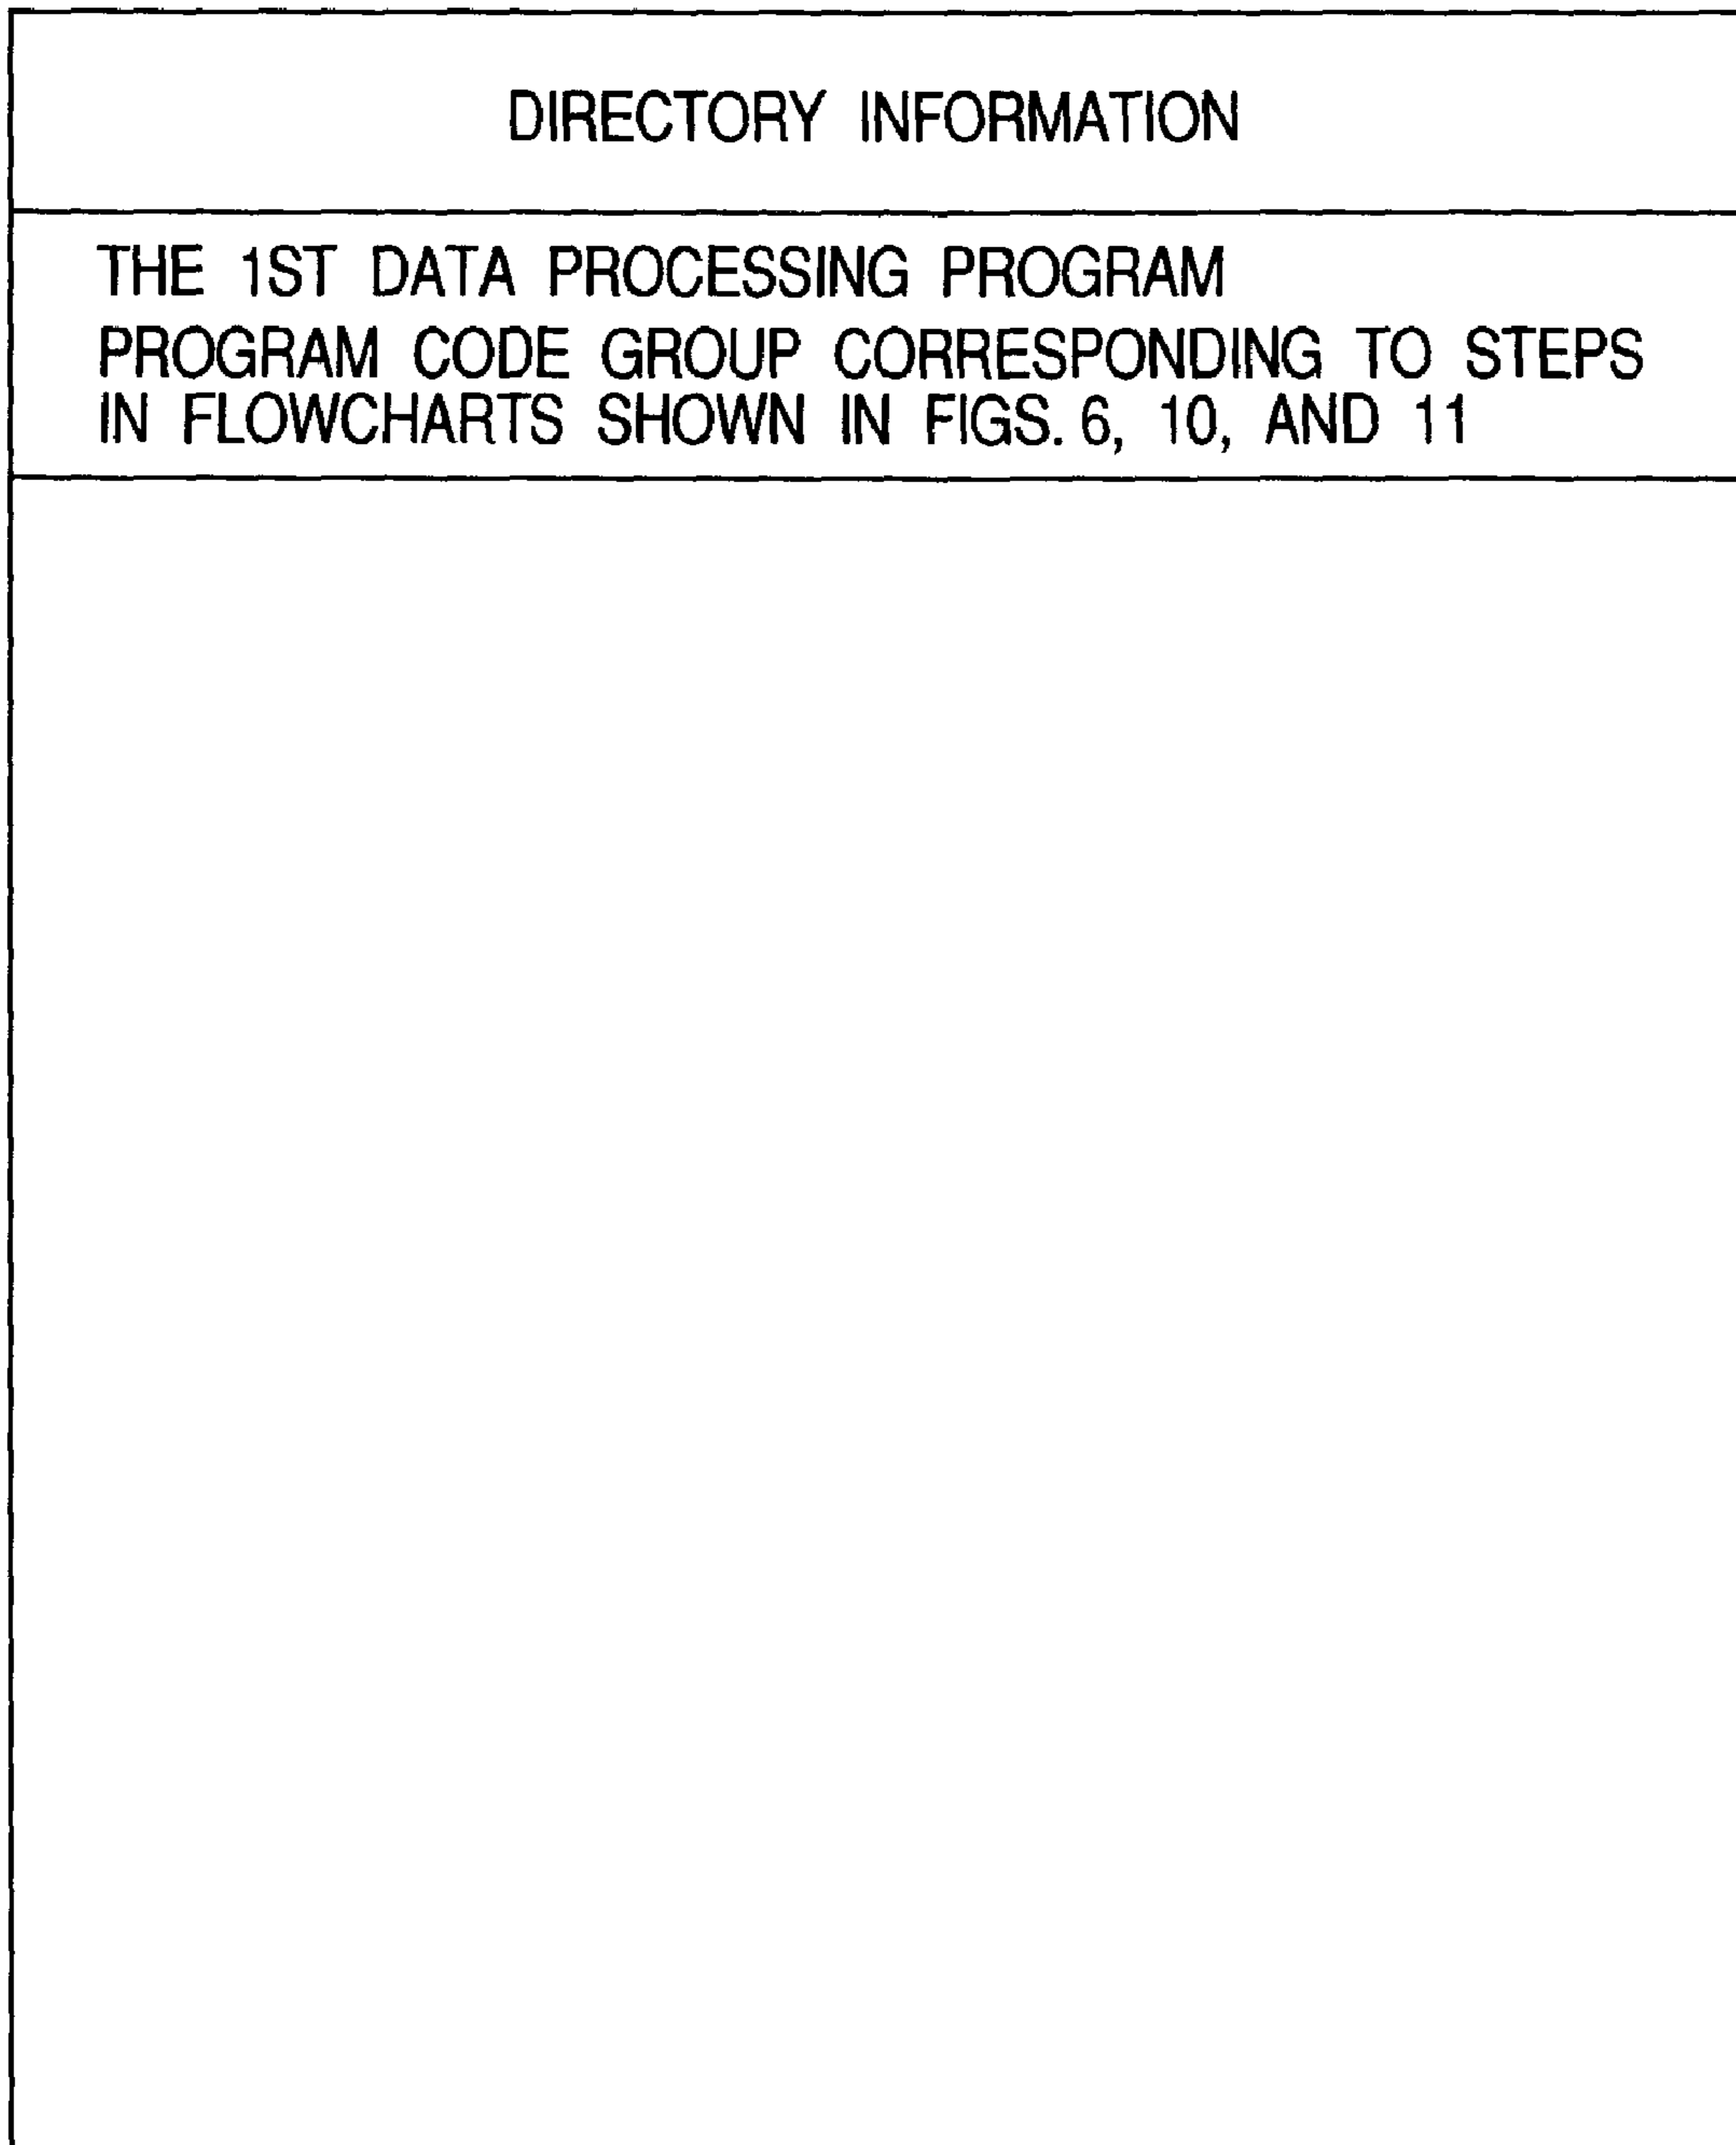 DIRECTORY INFORMATION
THE 1ST DATA PROCESSING PROGRAM
PROGRAM CODE GROUP CORRESPONDING TO STEPS
IN FLOWCHARTS SHOWN IN FIGS. 6, 10, AND 11